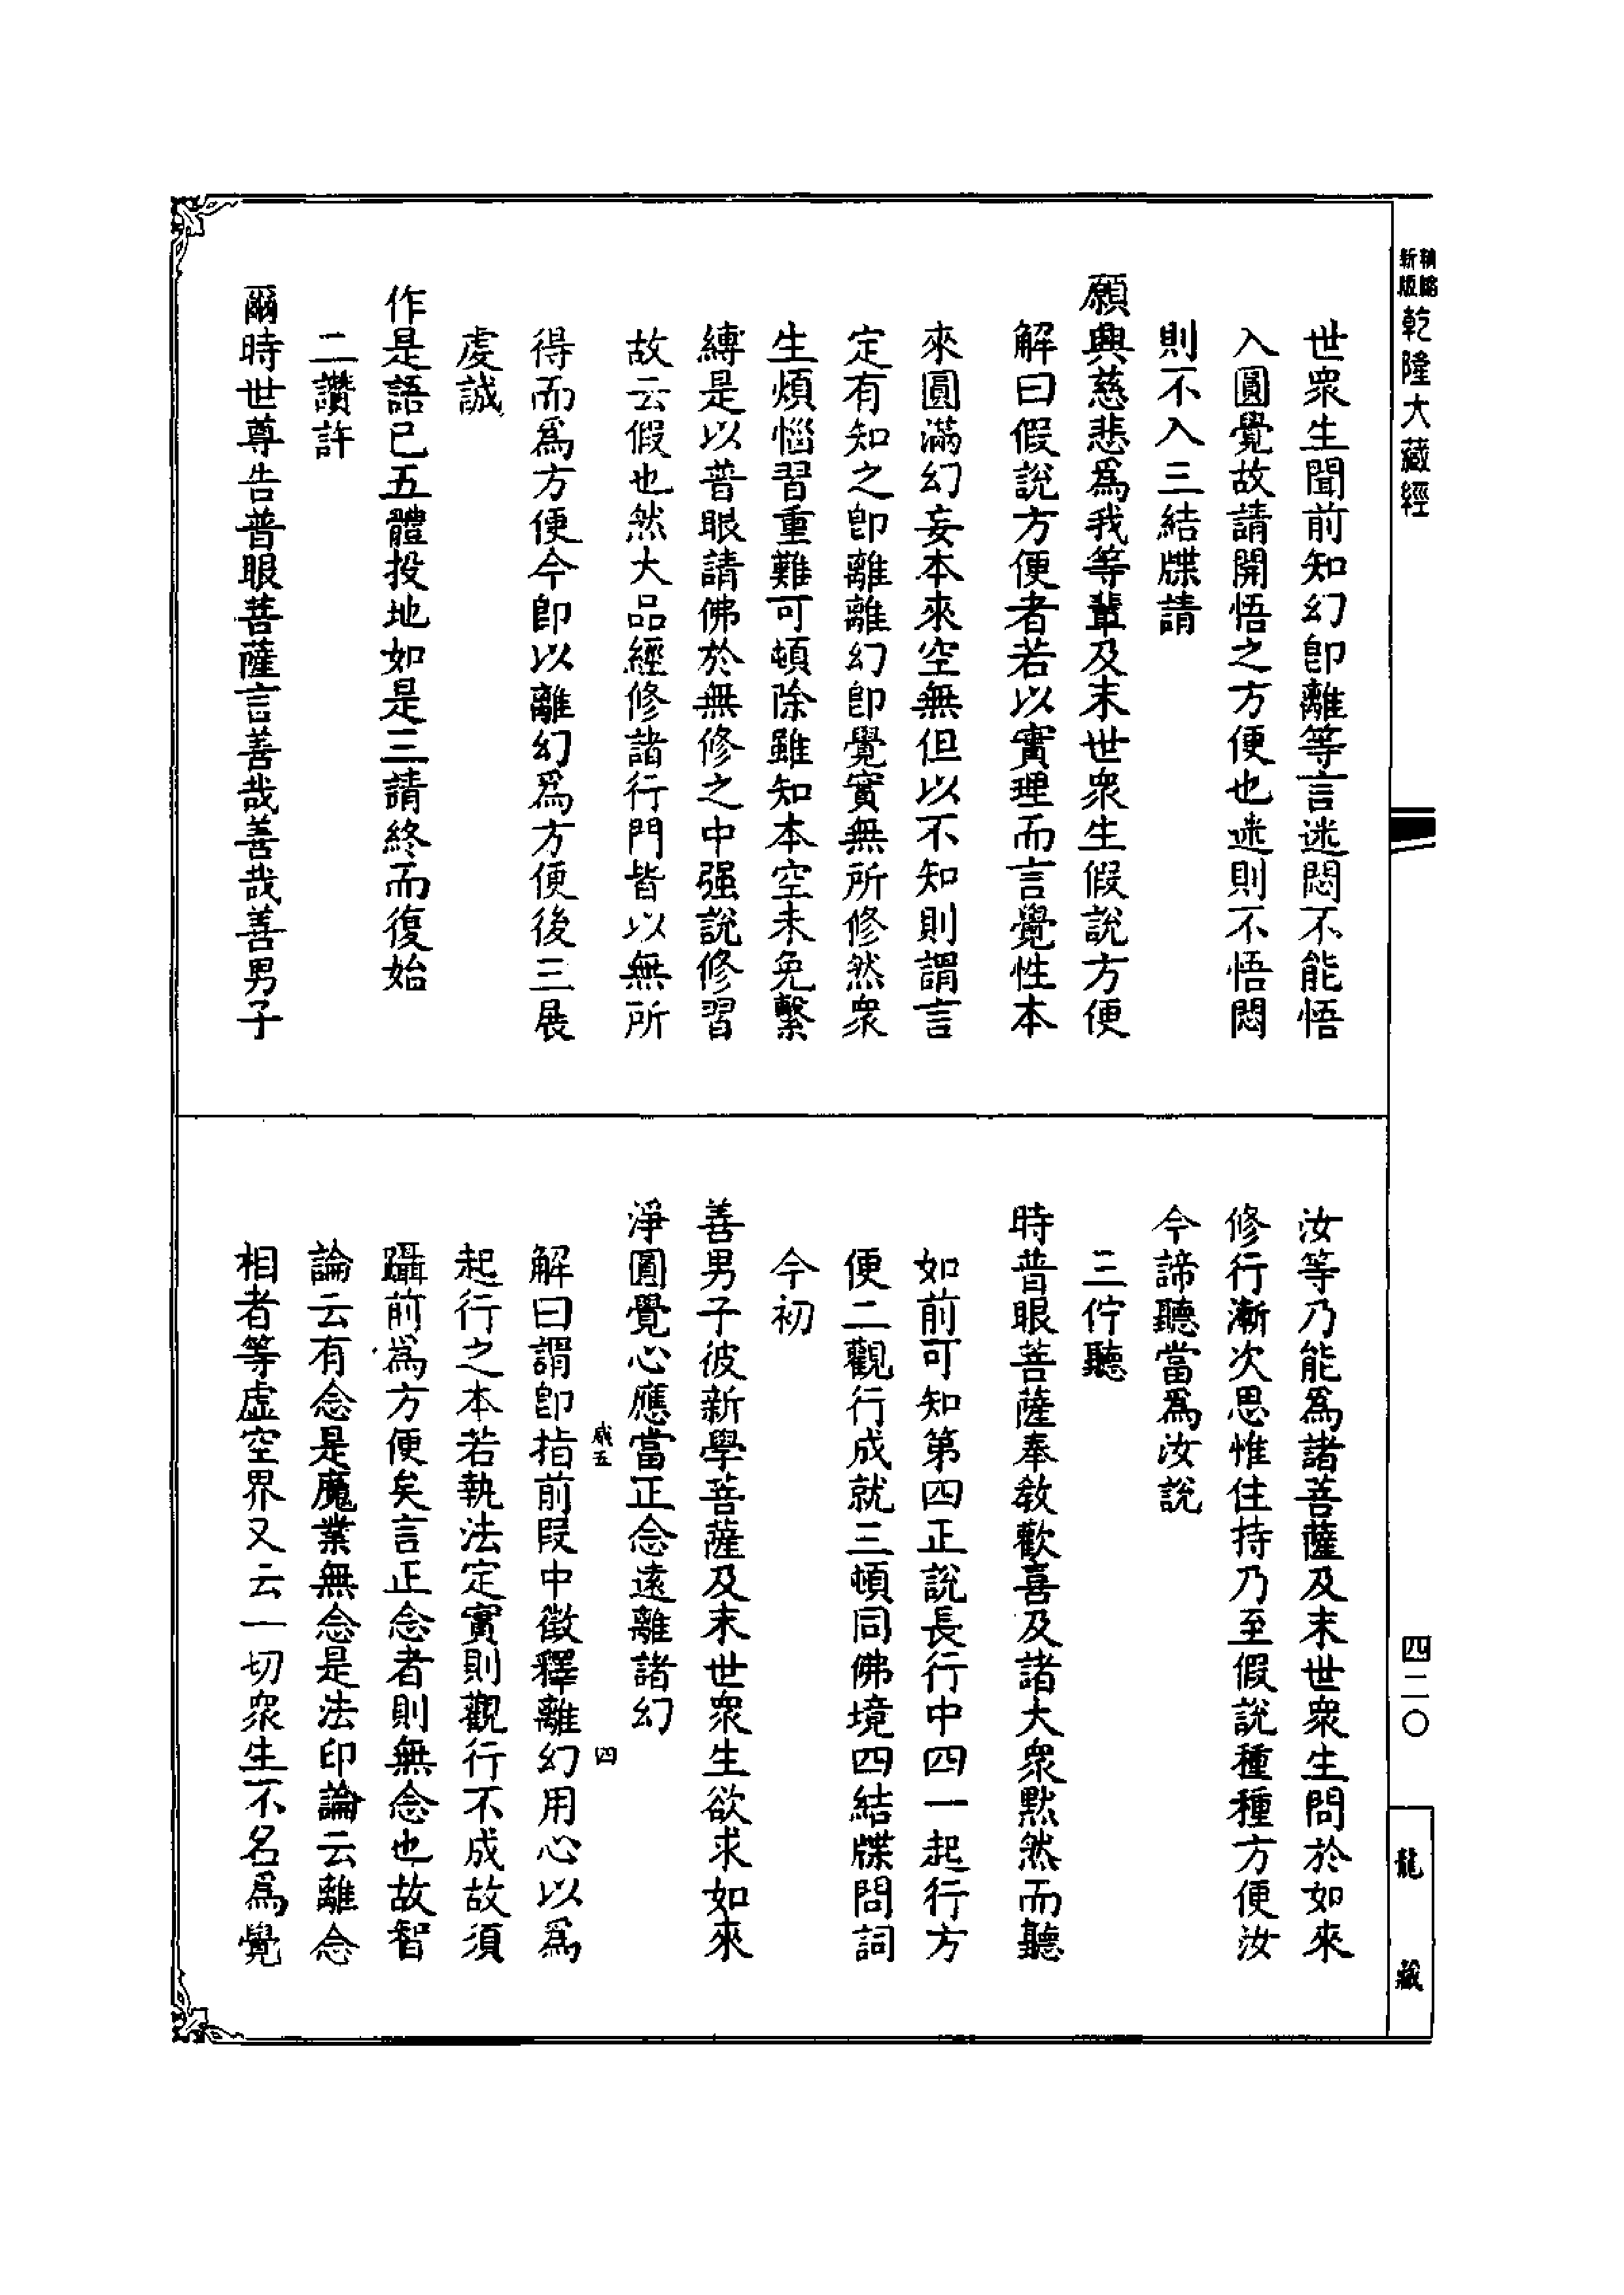 新版
精縮
乾隆大藏經
世衆生聞前知幻卽離等言迷悶不能悟
入圓覺故請開悟之方便也迷則不悟悶
則不入三結牒請
願興慈悲爲我等輩及末世衆生假說方便
解曰假說方便者若以實理而言覺性本
來圓滿幻妄本來空無但以不知則謂言
定有知之卽離離幻卽覺實無所修然衆
生煩惱習重難可頓除雖知本空未免繫
縛是以普眼請佛於無修之中强說修習
故云假也然大品經修諸行門皆以無所
得而爲方便今卽以離幻爲方便後三展
虔誠
作是語已五體投地如是三請終而復始
二讚許
爾時世尊告普眼菩薩言善哉善哉善男子
汝等乃能爲諸菩薩及末世衆生問於如來
修行漸次思惟住持乃至假說種種方便汝
今諦聽當爲汝說
三佇聽
時普眼菩薩奉教歡喜及諸大衆默然而聽
如前可知第四正說長行中四一起行方
便二觀行成就三頓同佛境四結牒問詞
今初
善男子彼新學菩薩及末世衆生欲求如來
淨圓覺心應當正念遠離諸幻
咸五
四
解曰謂卽指前段中徵釋離幻用心以爲
起行之本若執法定實則觀行不成故須
躡前爲方便矣言正念者則無念也故智
論云有念是魔業無念是法印論云離念
相者等虛空界又云一切衆生不名爲覺
四二〇
龍藏